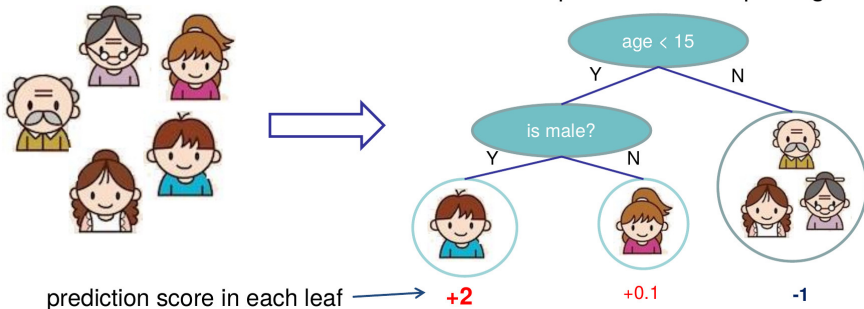 age < 15
Y
N
is male?
Y
N
prediction score in each leaf
+2
+0.1
-1